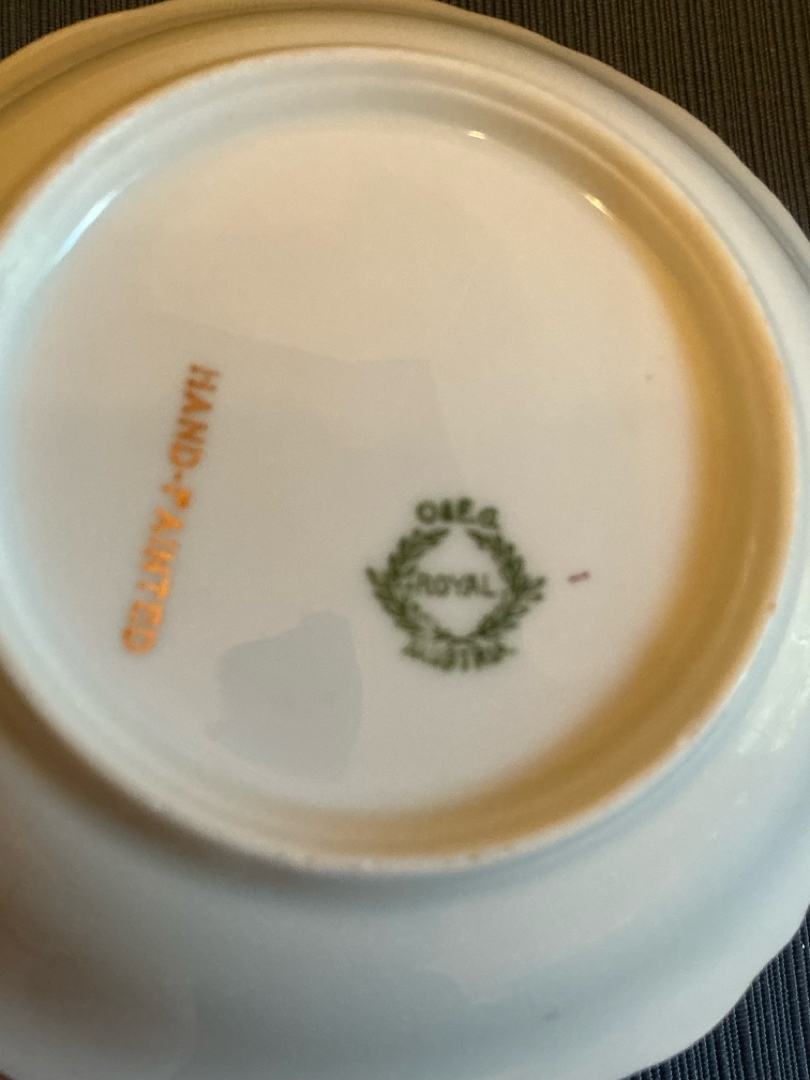 HAND-PAINTED
O&E.G.
ROYAL
AUSTRIA